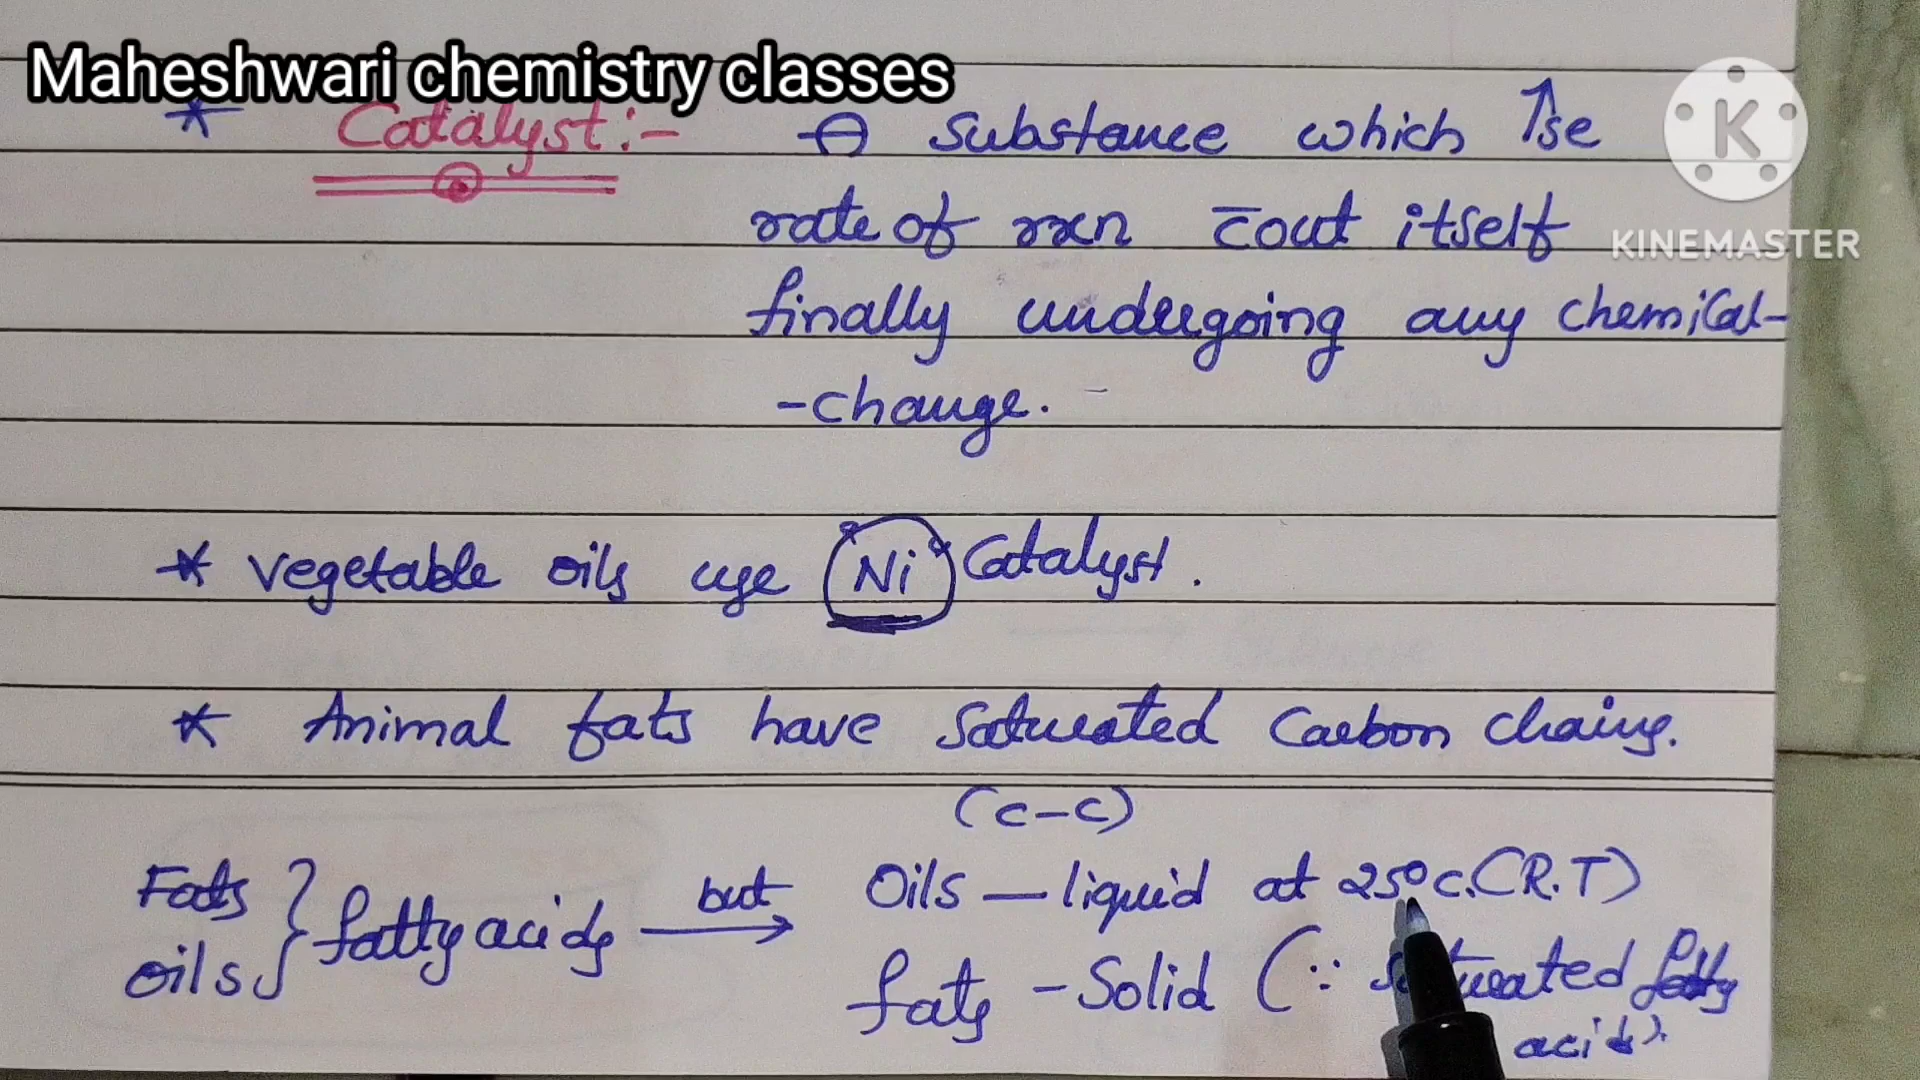 Maheshwari chemistry classes
* Catalyst:- A substance which ↑se
rate of rxn c̅out itself
finally undergoing any chemical-
-change.
K
KINEMASTER
* vegetable oils use Ni Catalyst.
* Animal fats have saturated Carbon chains.
(C-C)
Fats
oils } fatty acids but → Oils — liquid at 25°C. (R.T)
fats - Solid (∵ saturated fatty
acids)